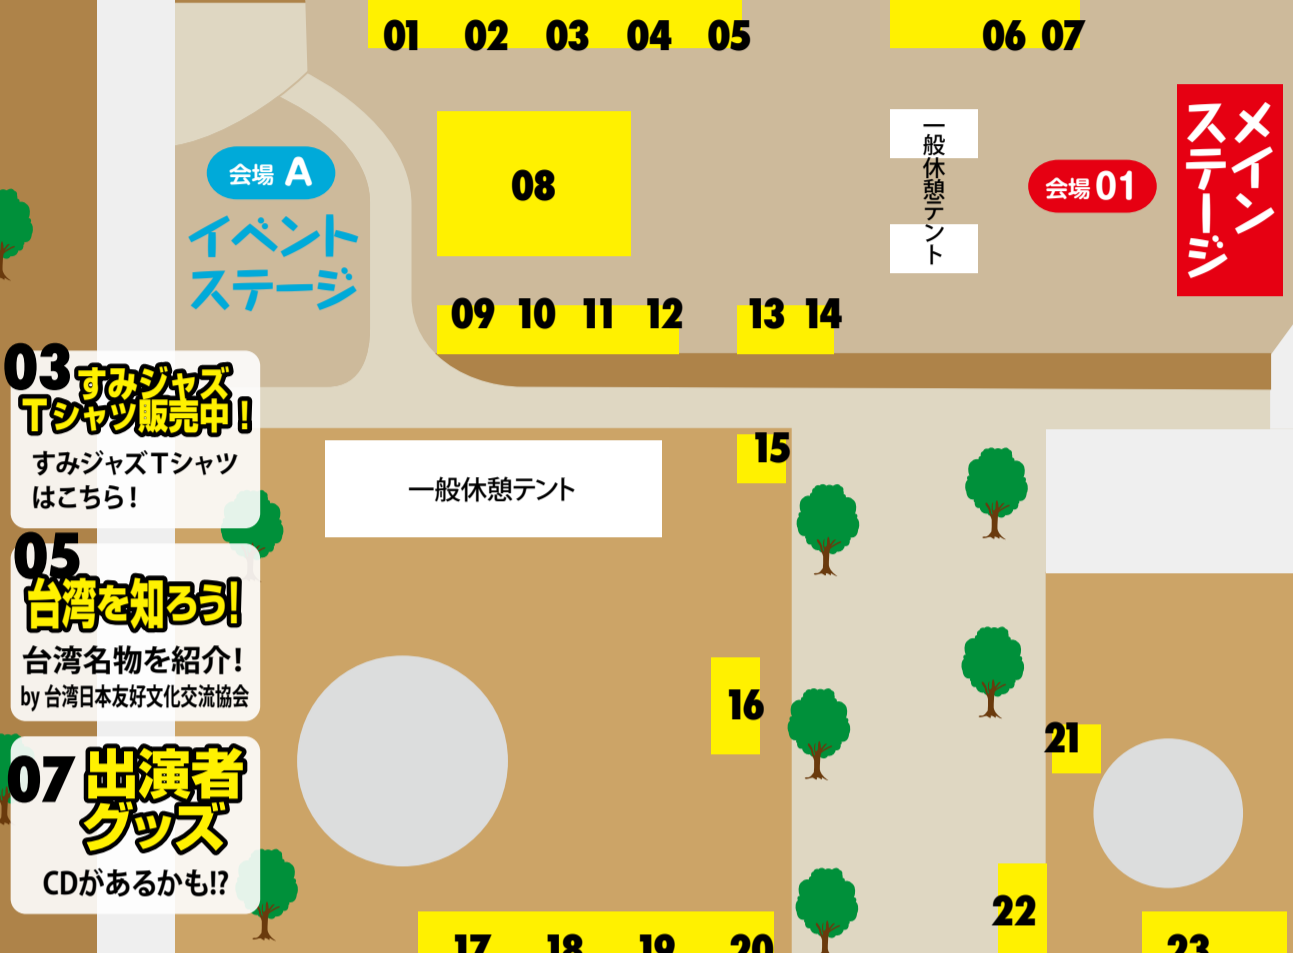 01 02 03 04 05
06 07
08
会場 A
イベント
ステージ
一般休憩テント
会場 01
メイン
ステージ
09 10 11 12
13 14
03
すみジャズ
Tシャツ販売中!
すみジャズTシャツ
はこちら!
一般休憩テント
15
05
台湾を知ろう!
台湾名物を紹介!
by 台湾日本友好文化交流協会
16
07
出演者
グッズ
CDがあるかも!?
21
22
17 18 19 20
23